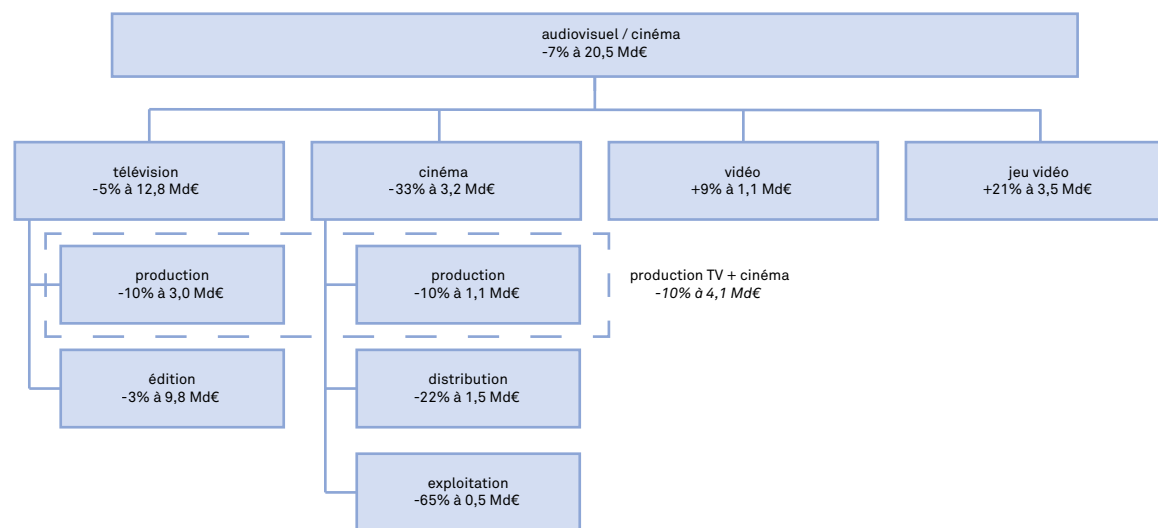 audiovisuel / cinéma
-7% à 20,5 Md€
télévision
-5% à 12,8 Md€
cinéma
-33% à 3,2 Md€
vidéo
+9% à 1,1 Md€
jeu vidéo
+21% à 3,5 Md€
production
-10% à 3,0 Md€
production
-10% à 1,1 Md€
production TV + cinéma
-10% à 4,1 Md€
édition
-3% à 9,8 Md€
distribution
-22% à 1,5 Md€
exploitation
-65% à 0,5 Md€